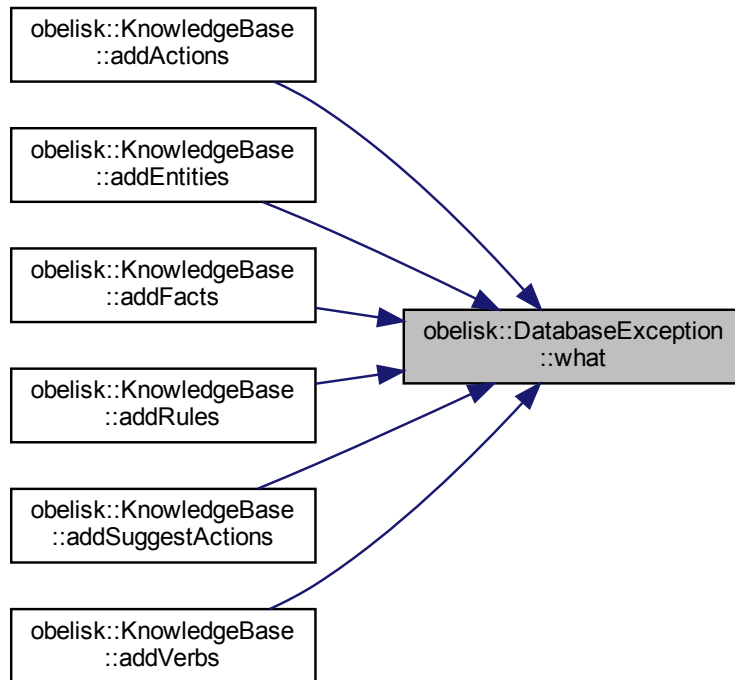 obelisk::KnowledgeBase
::addActions
obelisk::KnowledgeBase
::addEntities
obelisk::KnowledgeBase
::addFacts
obelisk::DatabaseException
::what
obelisk::KnowledgeBase
::addRules
obelisk::KnowledgeBase
::addSuggestActions
obelisk::KnowledgeBase
::addVerbs